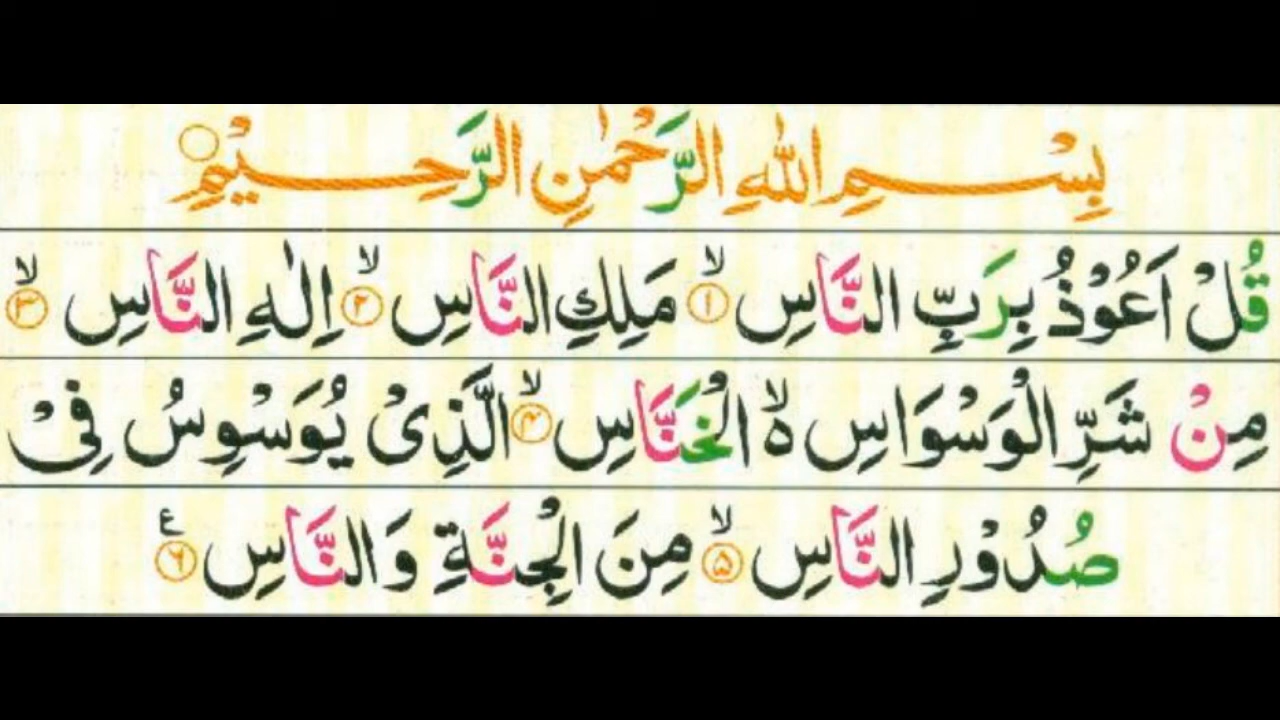 بِسْمِ اللهِ الرَّحْمٰنِ الرَّحِيْمِ ○
قُلْ اَعُوْذُ بِرَبِّ النَّاسِ ۙ ۱ مَلِكِ النَّاسِ ۙ ۲ اِلٰهِ النَّاسِ ۙ ۳
مِنْ شَرِّ الْوَسْوَاسِ ۙ ه الْخَنَّاسِ ۙ ۴ الَّذِىْ يُوَسْوِسُ فِىْ
صُدُوْرِ النَّاسِ ۙ ۵ مِنَ الْجِنَّةِ وَالنَّاسِ ع ۶